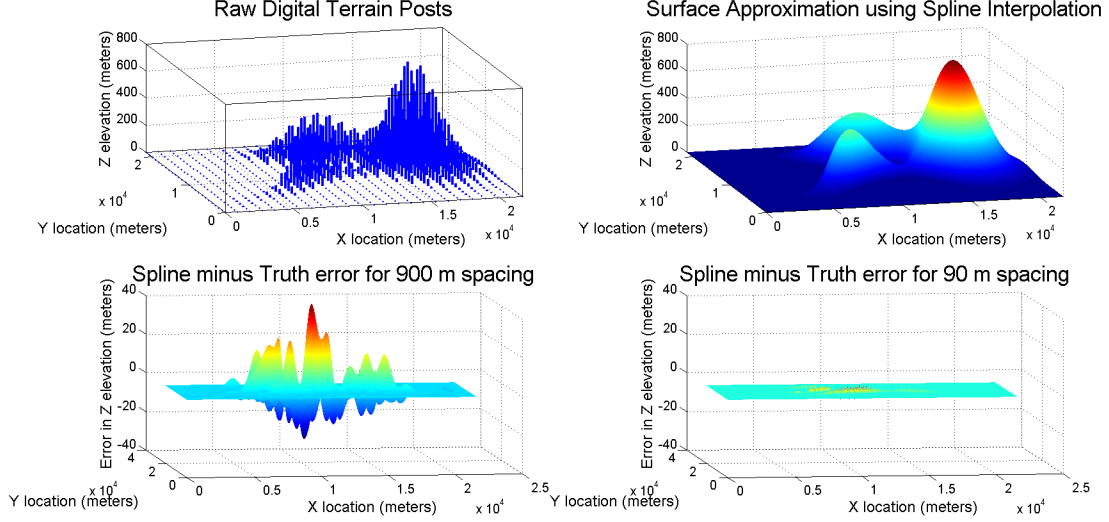 Raw Digital Terrain Posts
Z elevation (meters)
800
600
400
200
0
2
1
0
x 10^4
Y location (meters)
0
0.5
1
1.5
2
x 10^4
X location (meters)
Surface Approximation using Spline Interpolation
Z elevation (meters)
800
600
400
200
0
2
1
0
x 10^4
Y location (meters)
0
0.5
1
1.5
2
x 10^4
X location (meters)
Spline minus Truth error for 900 m spacing
Error in Z elevation (meters)
40
20
0
-20
-40
4
2
0
x 10^4
Y location (meters)
0
0.5
1
1.5
2
2.5
x 10^4
X location (meters)
Spline minus Truth error for 90 m spacing
Error in Z elevation (meters)
40
20
0
-20
-40
4
2
0
x 10^4
Y location (meters)
0
0.5
1
1.5
2
2.5
x 10^4
X location (meters)